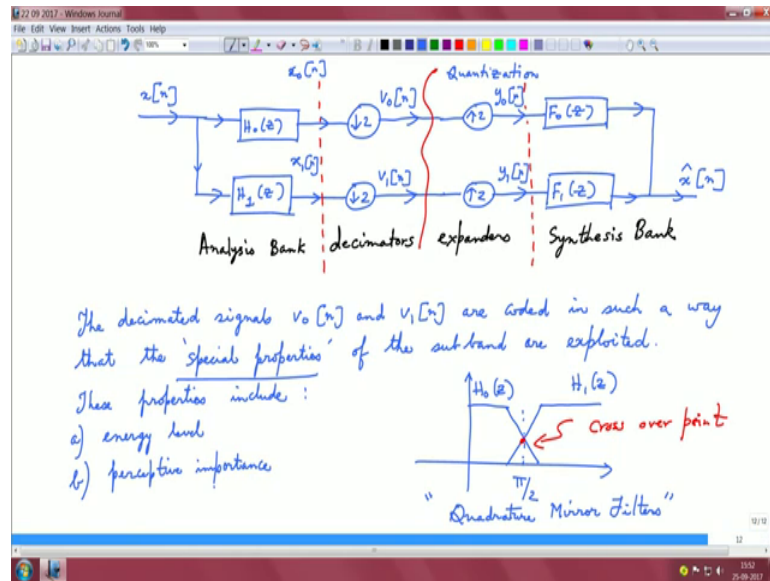 22 09 2017 - Windows Journal
File Edit View Insert Actions Tools Help
100%
B I
x[n]
x₀[n]
V₀[n]
Quantization
y₀[n]
H₀(z)
↓2
↑2
F₀(z)
x₁[n]
V₁[n]
y₁[n]
x̂[n]
H₁(z)
↓2
↑2
F₁(z)
Analysis Bank decimators expanders Synthesis Bank
The decimated signals v₀[n] and v₁[n] are coded in such a way
that the 'special properties' of the subband are exploited.
These properties include :
a) energy level
b) perceptive importance
H₀(z) H₁(z)
cross over point
π/2
"Quadrature Mirror Filters"
12/12
12
15:52
25-09-2017